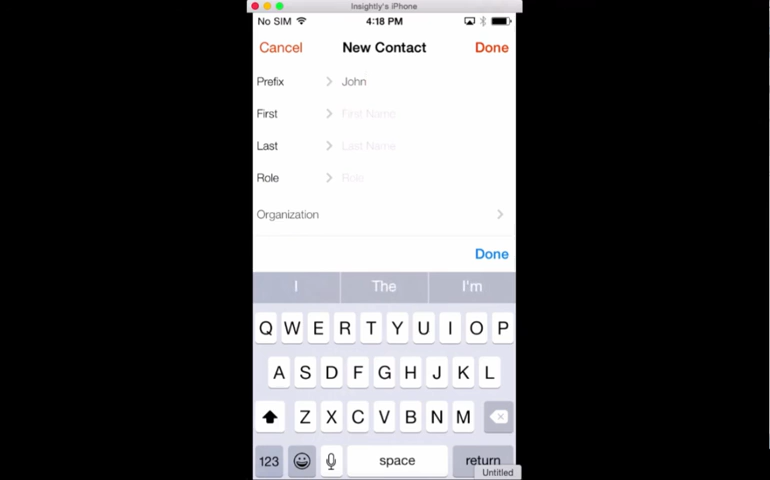 Insightly's iPhone
No SIM 4:18 PM
Cancel New Contact Done
Prefix John
First First Name
Last Last Name
Role Role
Organization
Done
I The I'm
Q W E R T Y U I O P
A S D F G H J K L
Z X C V B N M
123 space return
Untitled